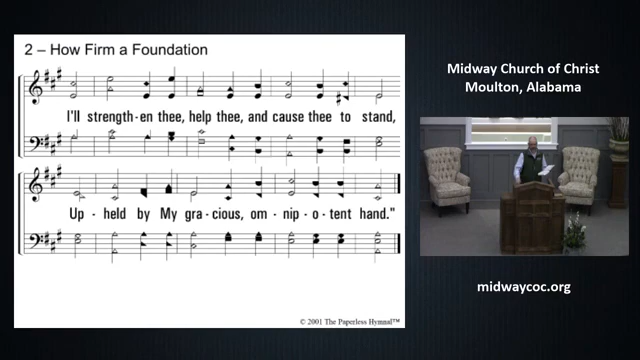 2 – How Firm a Foundation
I'll strength-en thee, help thee, and cause thee to stand,
Up - held by My gra - cious, om - nip - o - tent hand."
© 2001 The Paperless Hymnal™
Midway Church of Christ
Moulton, Alabama
midwaycoc.org